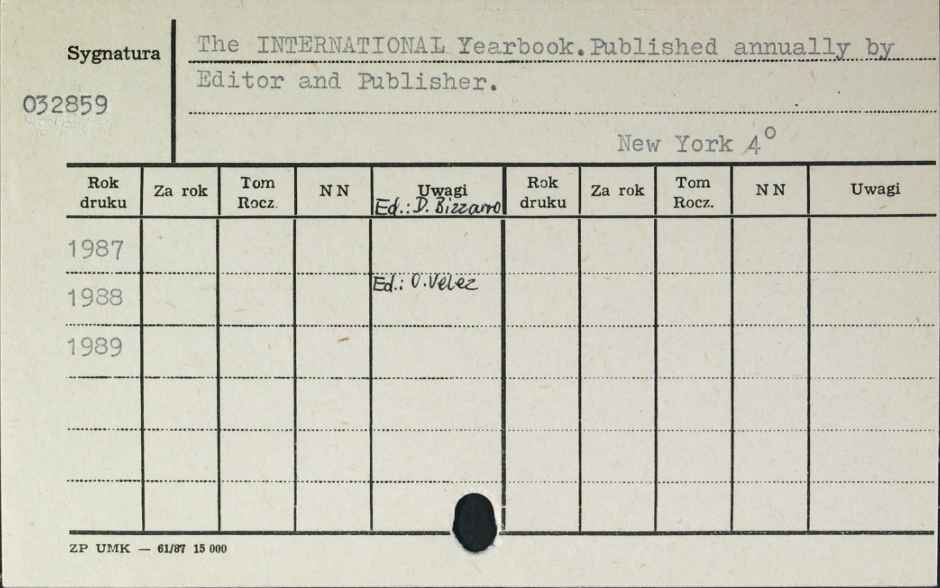 Sygnatura
032859
The INTERNATIONAL Yearbook.Published annually by
Editor and Publisher.
New York 4°
Rok druku Za rok Tom Rocz. N N Uwagi Rok druku Za rok Tom Rocz. N N Uwagi
Ed.: D. Bizzarro
1987
1988 Ed.: O.Velez
1989
ZP UMK — 61/87 15 000